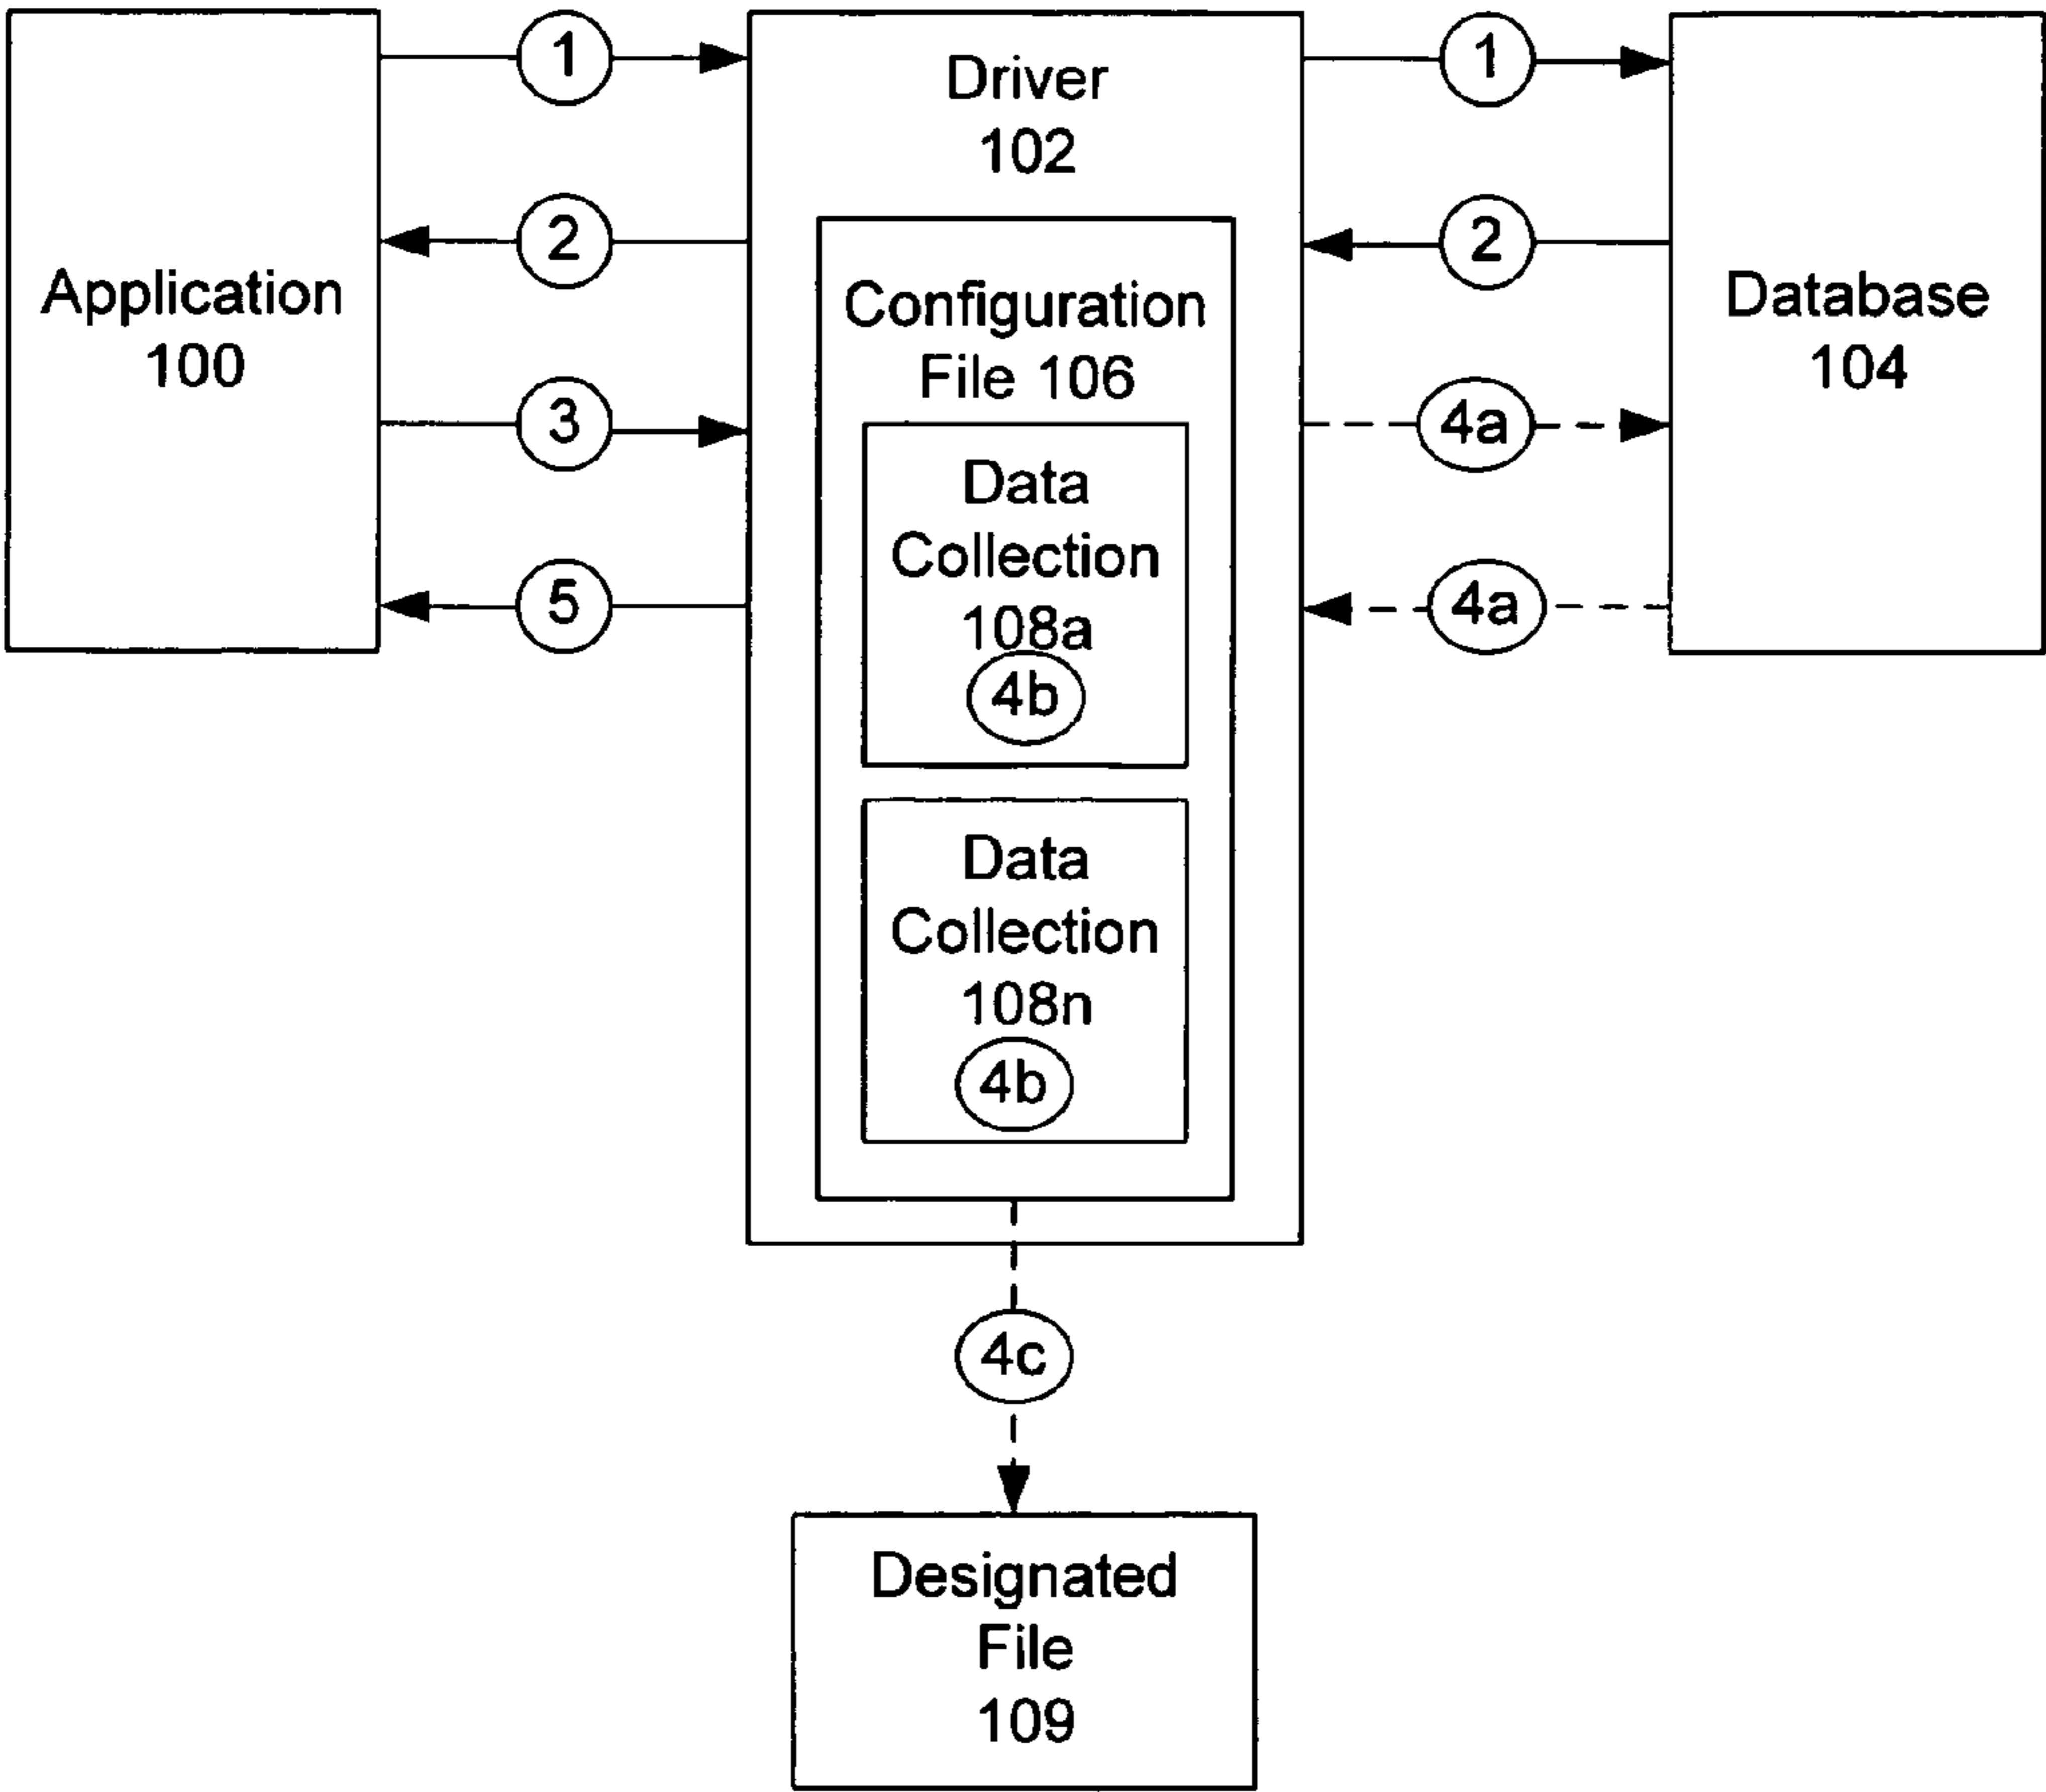 1
Driver
102
1
2
2
Application
100
Configuration
File 106
Database
104
3
4a
Data
Collection
108a
4b
5
4a
Data
Collection
108n
4b
4c
Designated
File
109